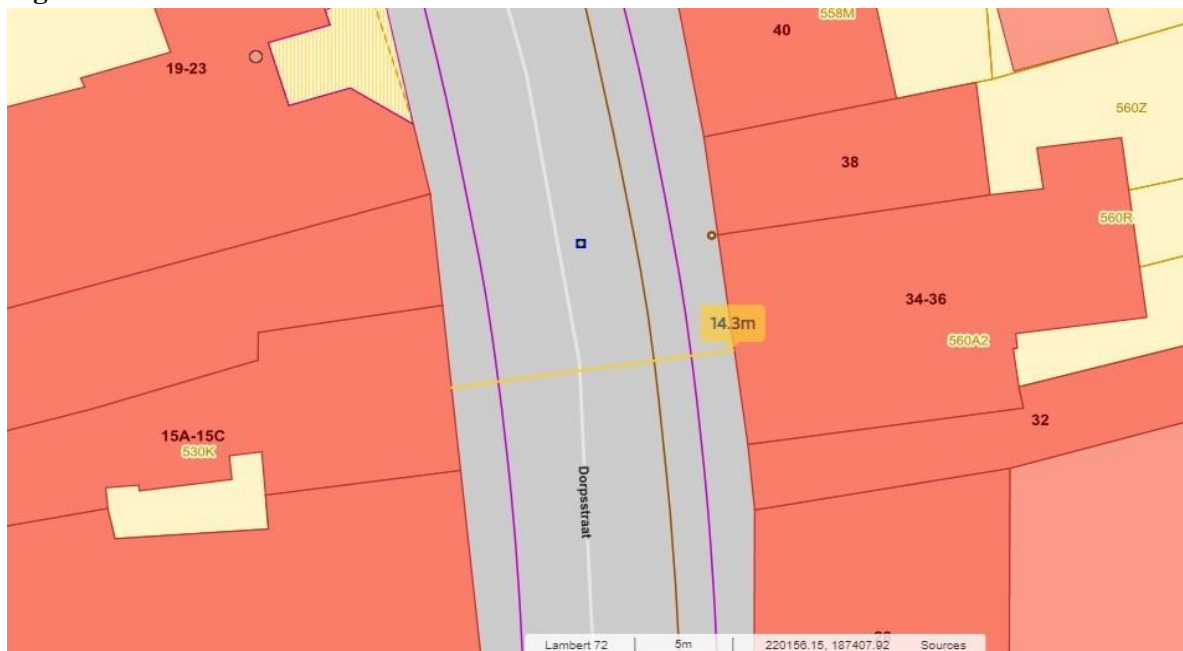 558M
40
19-23
560Z
38
560R
34-36
14.3m
560A2
32
15A-15C
530K
Dorpsstraat
Lambert 72 | 5m | 220156.15, 187407.92 Sources